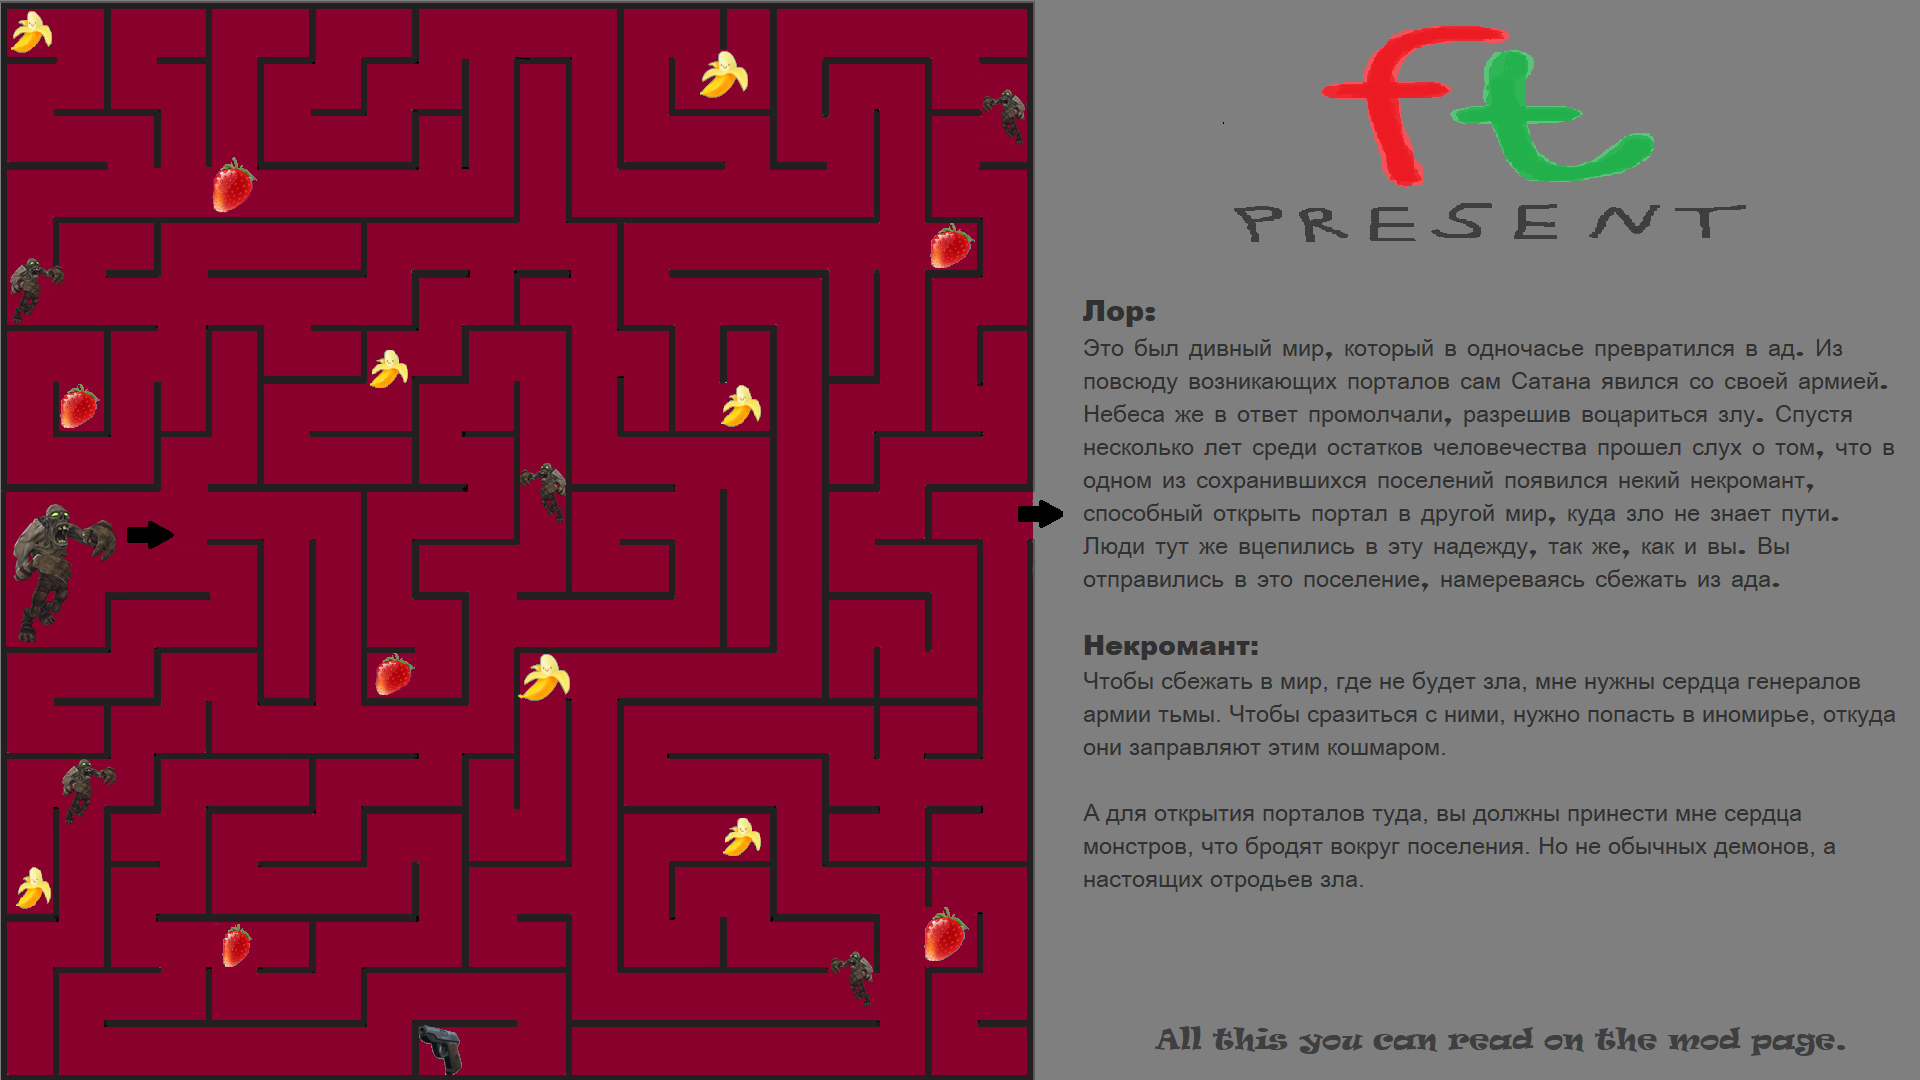 Ft
PRESENT
Лор:
Это был дивный мир, который в одночасье превратился в ад. Из
повсюду возникающих порталов сам Сатана явился со своей армией.
Небеса же в ответ промолчали, разрешив воцариться злу. Спустя
несколько лет среди остатков человечества прошел слух о том, что в
одном из сохранившихся поселений появился некий некромант,
способный открыть портал в другой мир, куда зло не знает пути.
Люди тут же вцепились в эту надежду, так же, как и вы. Вы
отправились в это поселение, намереваясь сбежать из ада.
Некромант:
Чтобы сбежать в мир, где не будет зла, мне нужны сердца генералов
армии тьмы. Чтобы сразиться с ними, нужно попасть в иномирье, откуда
они заправляют этим кошмаром.
А для открытия порталов туда, вы должны принести мне сердца
монстров, что бродят вокруг поселения. Но не обычных демонов, а
настоящих отродьев зла.
All this you can read on the mod page.